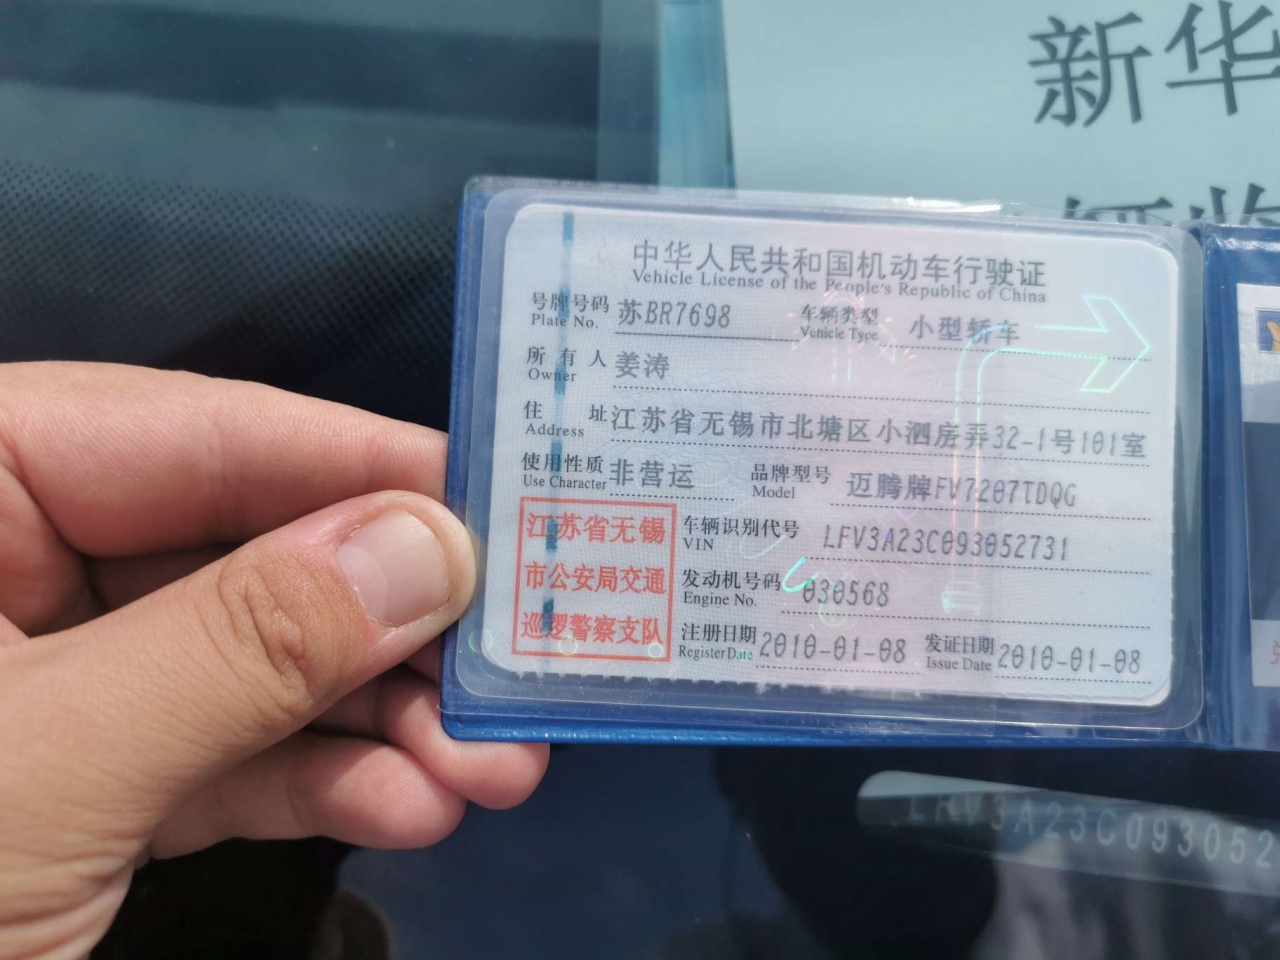 新华
中华人民共和国机动车行驶证
Vehicle License of the People's Republic of China
号牌号码 苏BR7698 车辆类型 小型轿车
Plate No. Vehicle Type
所有人 姜涛
Owner
住址 江苏省无锡市北塘区小泗房弄32-1号101室
Address
使用性质 非营运 品牌型号 迈腾牌FV7207TDQG
Use Character Model
江苏省无锡
市公安局交通
巡逻警察支队
车辆识别代号 LFV3A23C093052731
VIN
发动机号码 030568
Engine No.
注册日期 2010-01-08 发证日期 2010-01-08
Register Date Issue Date
LFV3A23C093052